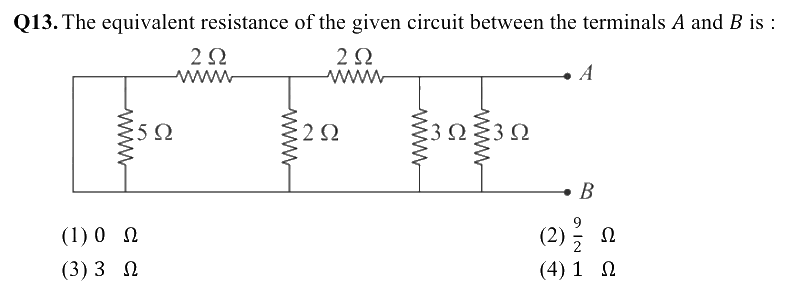 Q13. The equivalent resistance of the given circuit between the terminals A and B is :
2 Ω 2 Ω
A
5 Ω 2 Ω 3 Ω 3 Ω
B
(1) 0 Ω (2) 9/2 Ω
(3) 3 Ω (4) 1 Ω